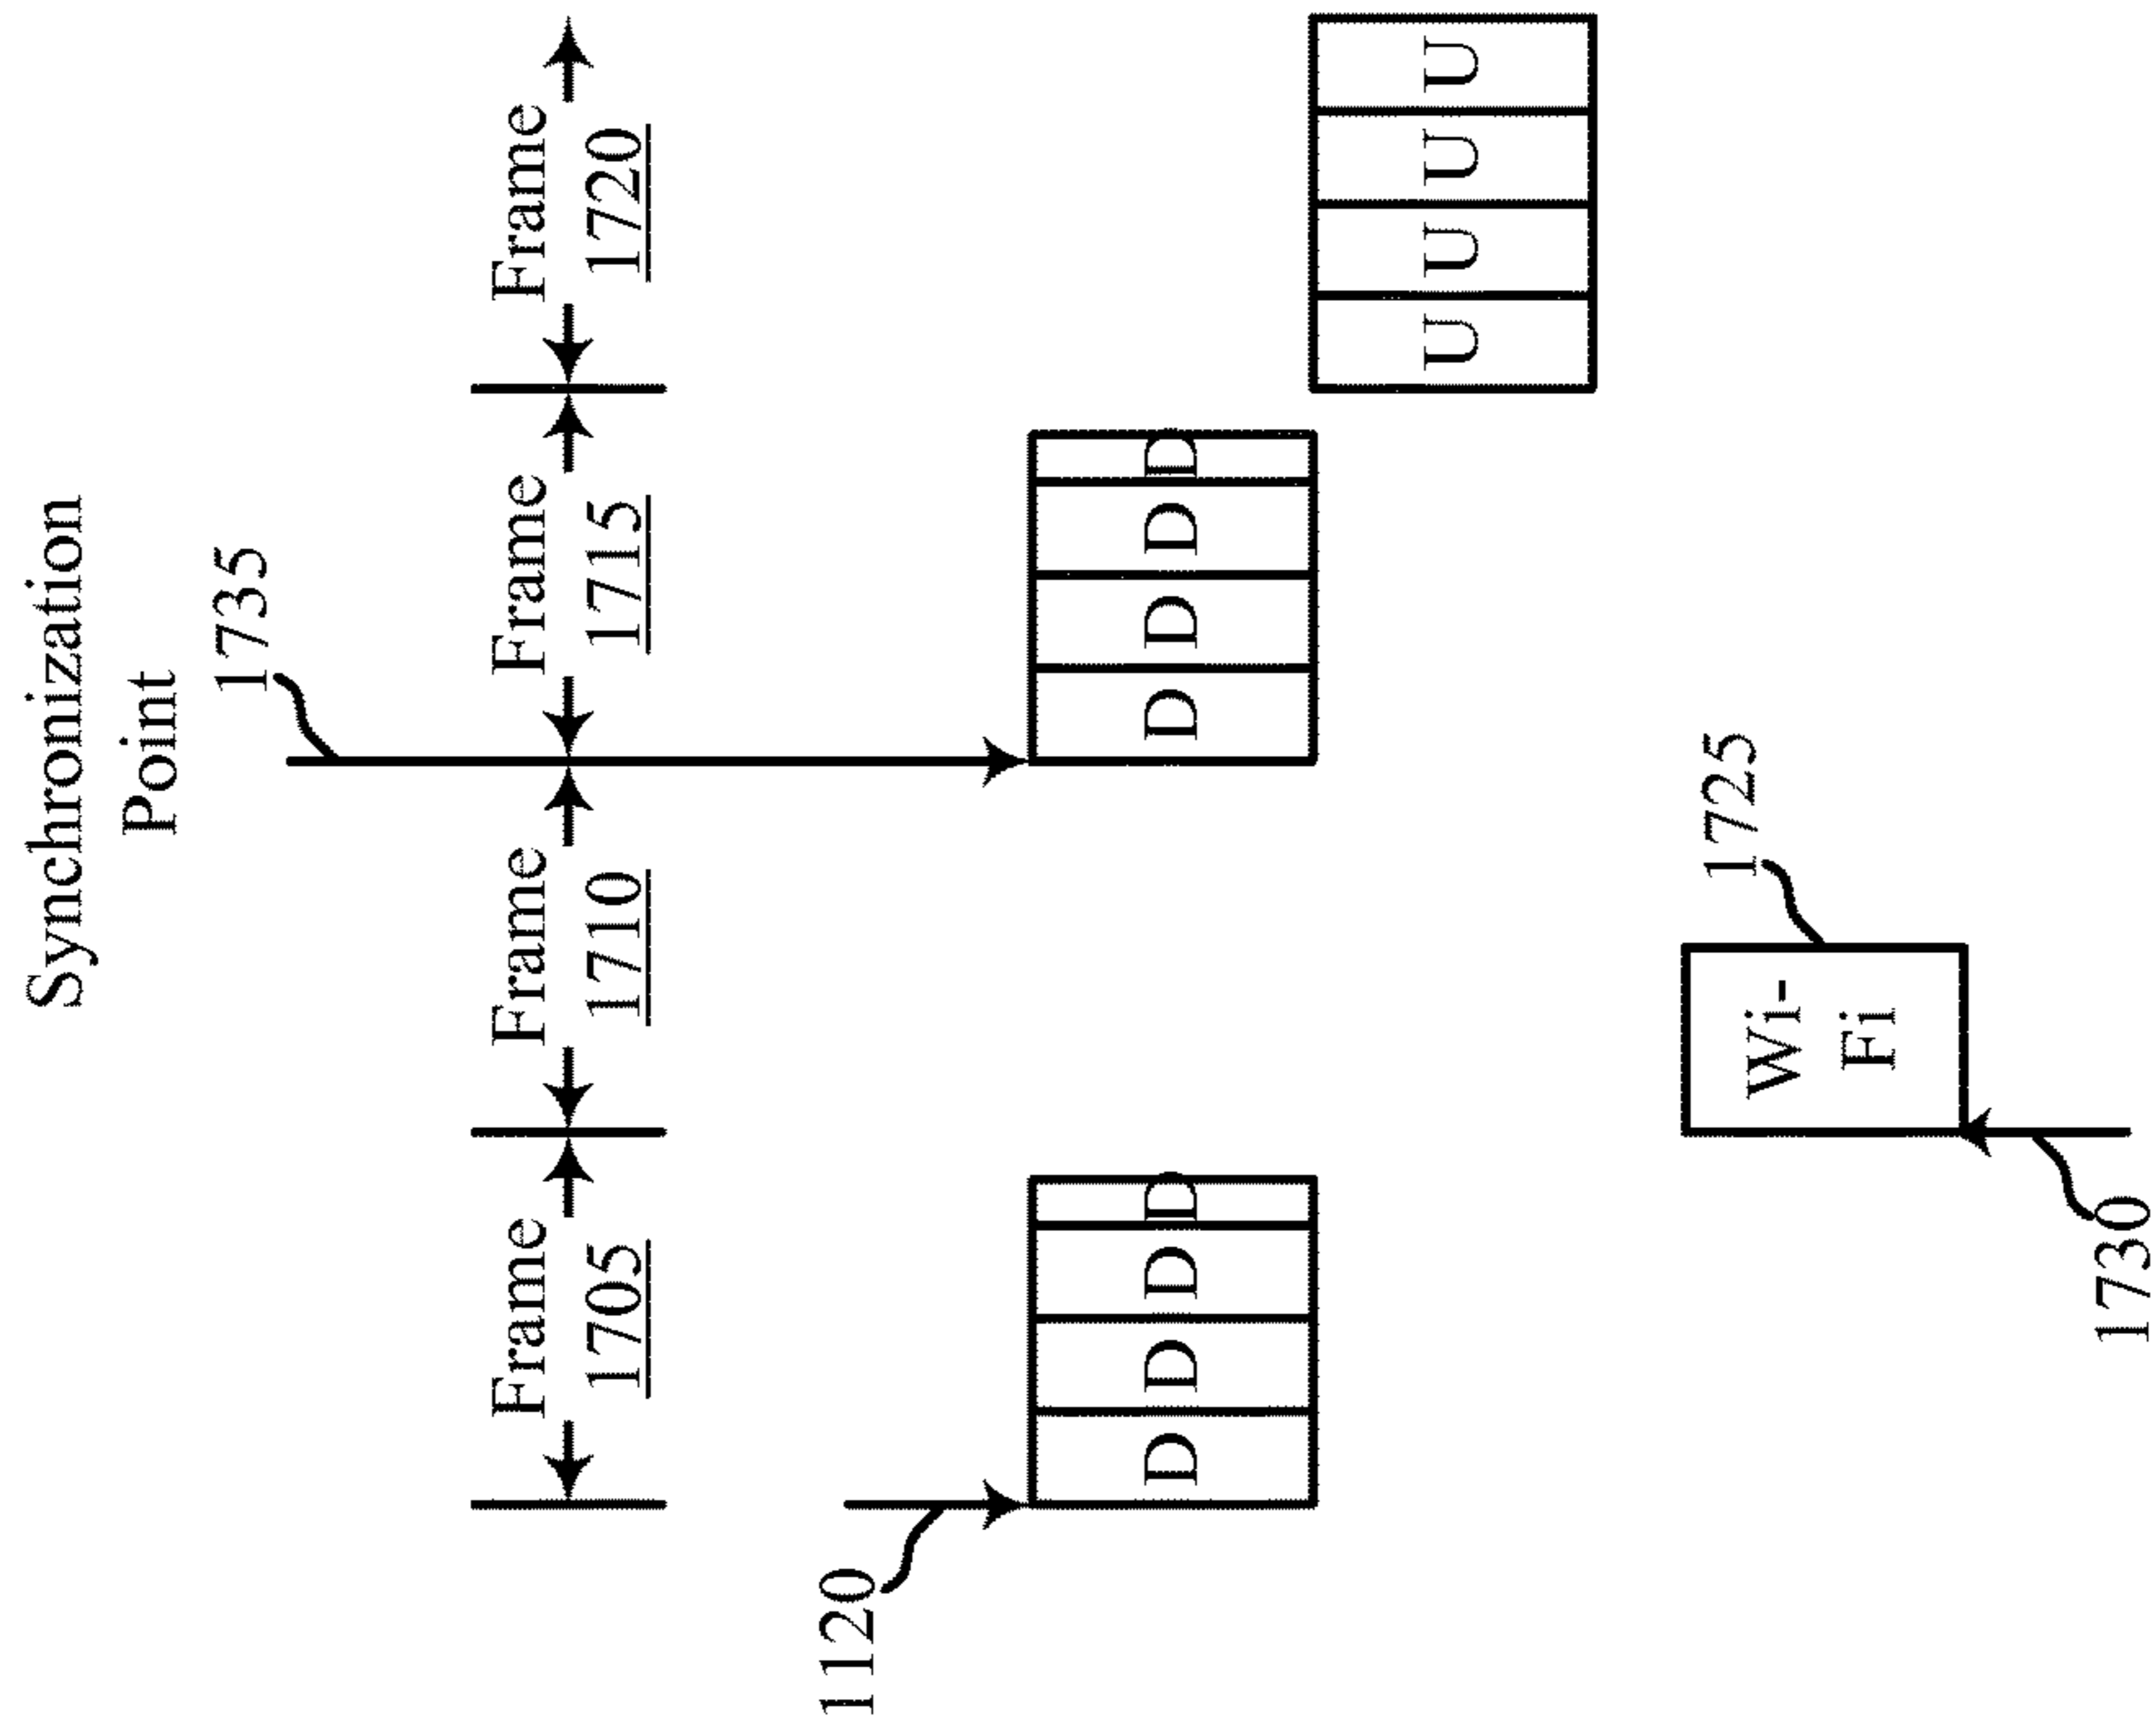 Synchronization
Point
1735
Frame
1705
Frame
1710
Frame
1715
Frame
1720
1120
D D D D
D D D D
U U U U
Wi-
Fi
1725
1730